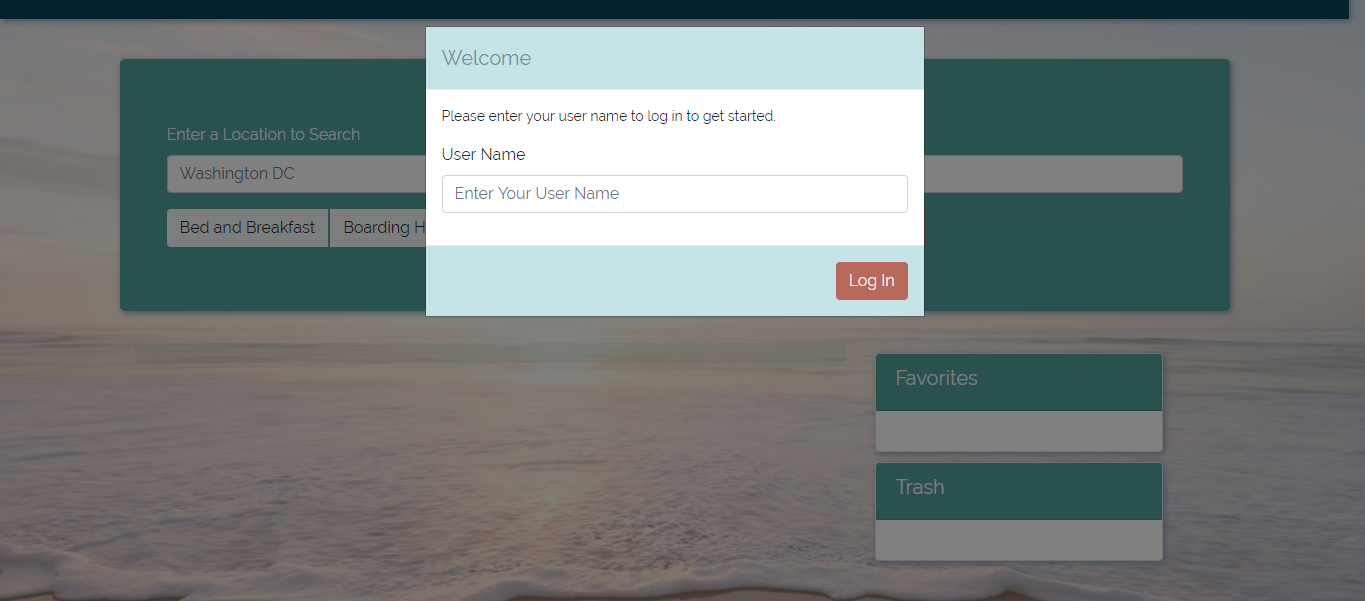 Welcome
Please enter your user name to log in to get started.
User Name
Enter Your User Name
Log In
Enter a Location to Search
Washington DC
Bed and Breakfast
Boarding H
Favorites
Trash